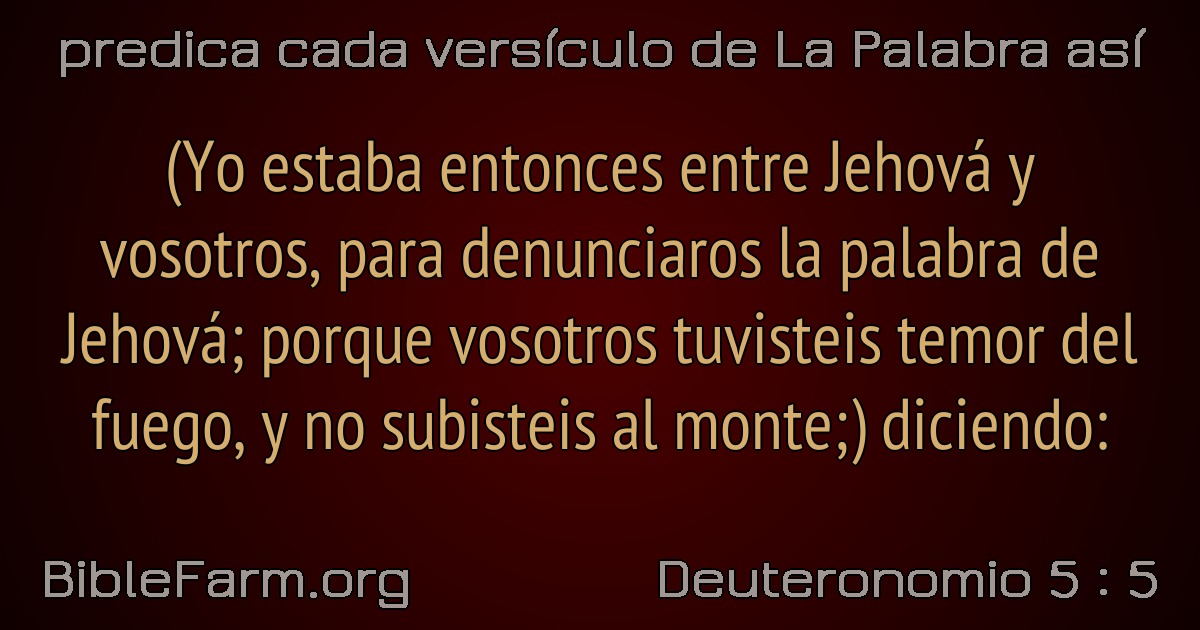 predica cada versículo de La Palabra así
(Yo estaba entonces entre Jehová y
vosotros, para denunciaros la palabra de
Jehová; porque vosotros tuvisteis temor del
fuego, y no subisteis al monte;) diciendo:
BibleFarm.org
Deuteronomio 5 : 5